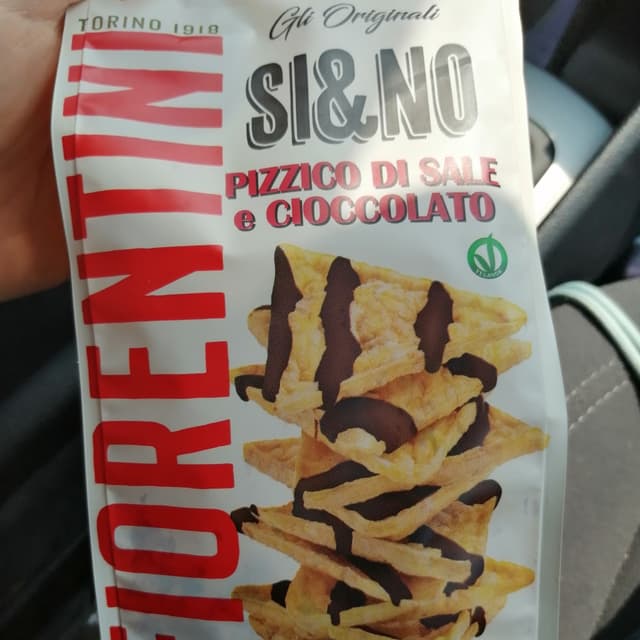 TORINO 1918
FIORENTINI
Gli Originali
SI&NO
PIZZICO DI SALE
e CIOCCOLATO